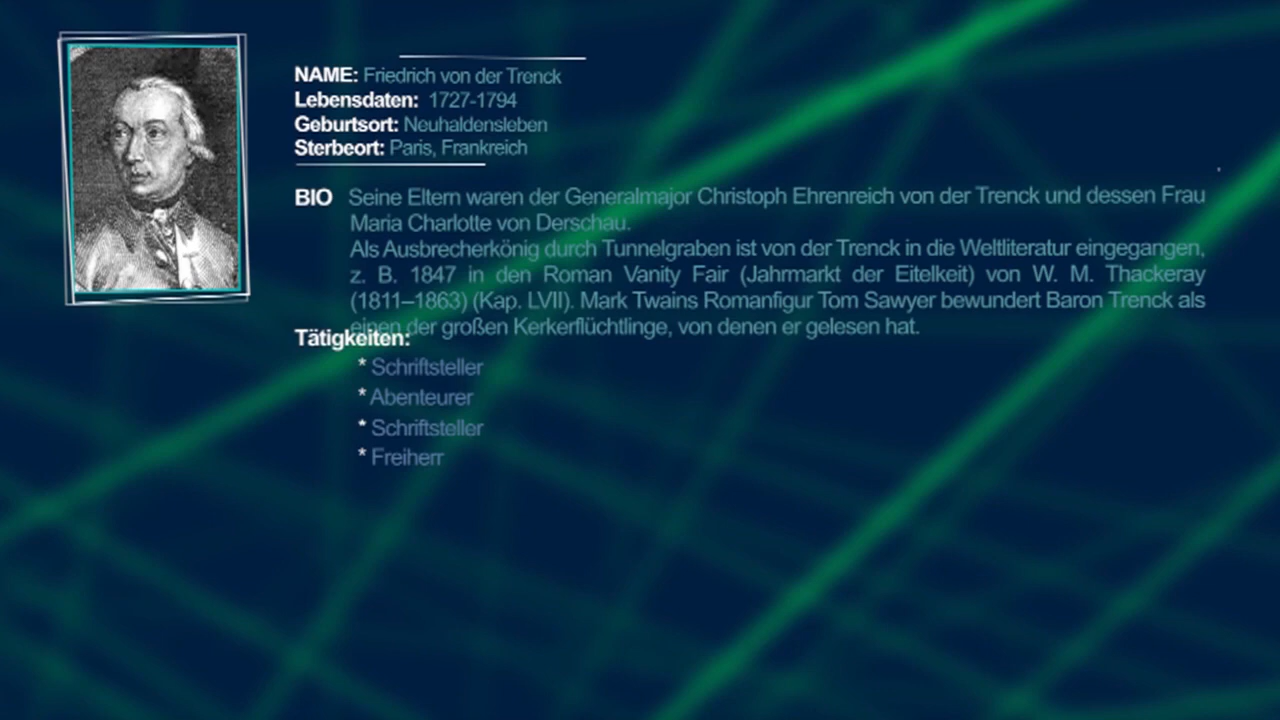 NAME: Friedrich von der Trenck
Lebensdaten: 1727-1794
Geburtsort: Neuhaldensleben
Sterbeort: Paris, Frankreich
BIO Seine Eltern waren der Generalmajor Christoph Ehrenreich von der Trenck und dessen Frau
Maria Charlotte von Derschau.
Als Ausbrecherkönig durch Tunnelgraben ist von der Trenck in die Weltliteratur eingegangen,
z. B. 1847 in den Roman Vanity Fair (Jahrmarkt der Eitelkeit) von W. M. Thackeray
(1811–1863) (Kap. LVII). Mark Twains Romanfigur Tom Sawyer bewundert Baron Trenck als
einen der großen Kerkerflüchtlinge, von denen er gelesen hat.
Tätigkeiten:
* Schriftsteller
* Abenteurer
* Schriftsteller
* Freiherr